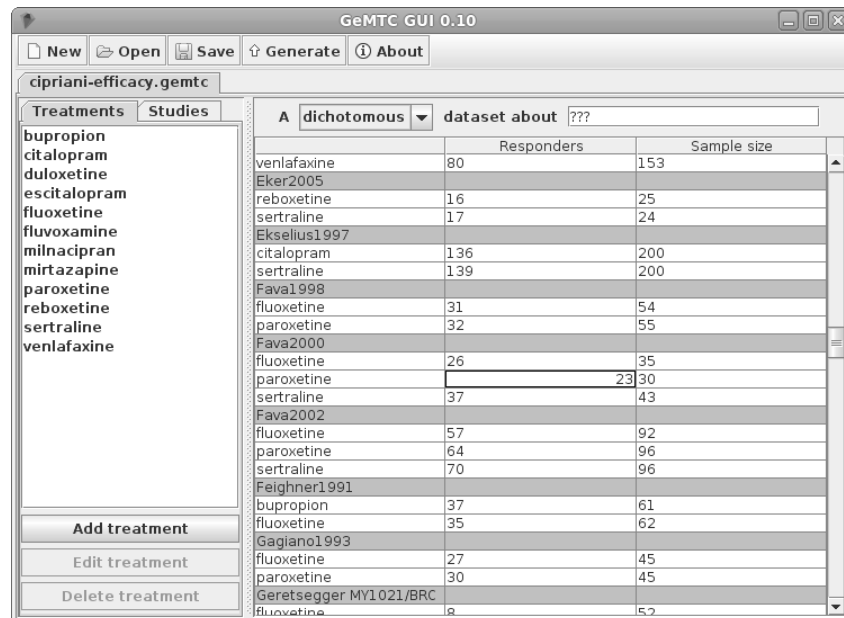 GeMTC GUI 0.10
New Open Save Generate About
cipriani-efficacy.gemtc
Treatments Studies
bupropion
citalopram
duloxetine
escitalopram
fluoxetine
fluvoxamine
milnacipran
mirtazapine
paroxetine
reboxetine
sertraline
venlafaxine
Add treatment
Edit treatment
Delete treatment
A dichotomous dataset about ???
Responders Sample size
venlafaxine 80 153
Eker2005
reboxetine 16 25
sertraline 17 24
Ekselius1997
citalopram 136 200
sertraline 139 200
Fava1998
fluoxetine 31 54
paroxetine 32 55
Fava2000
fluoxetine 26 35
paroxetine 23 30
sertraline 37 43
Fava2002
fluoxetine 57 92
paroxetine 64 96
sertraline 70 96
Feighner1991
bupropion 37 61
fluoxetine 35 62
Gagiano1993
fluoxetine 27 45
paroxetine 30 45
Geretsegger MY1021/BRC
fluoxetine 8 52